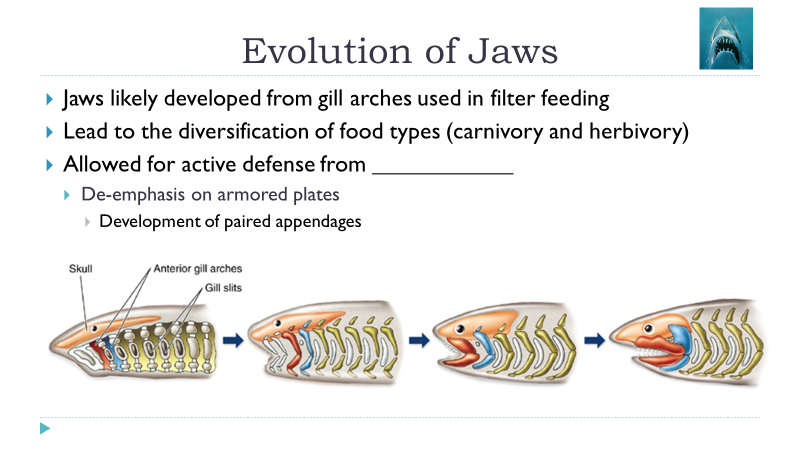 Evolution of Jaws
Jaws likely developed from gill arches used in filter feeding
Lead to the diversification of food types (carnivory and herbivory)
Allowed for active defense from ____________
De-emphasis on armored plates
Development of paired appendages
Skull
Anterior gill arches
Gill slits